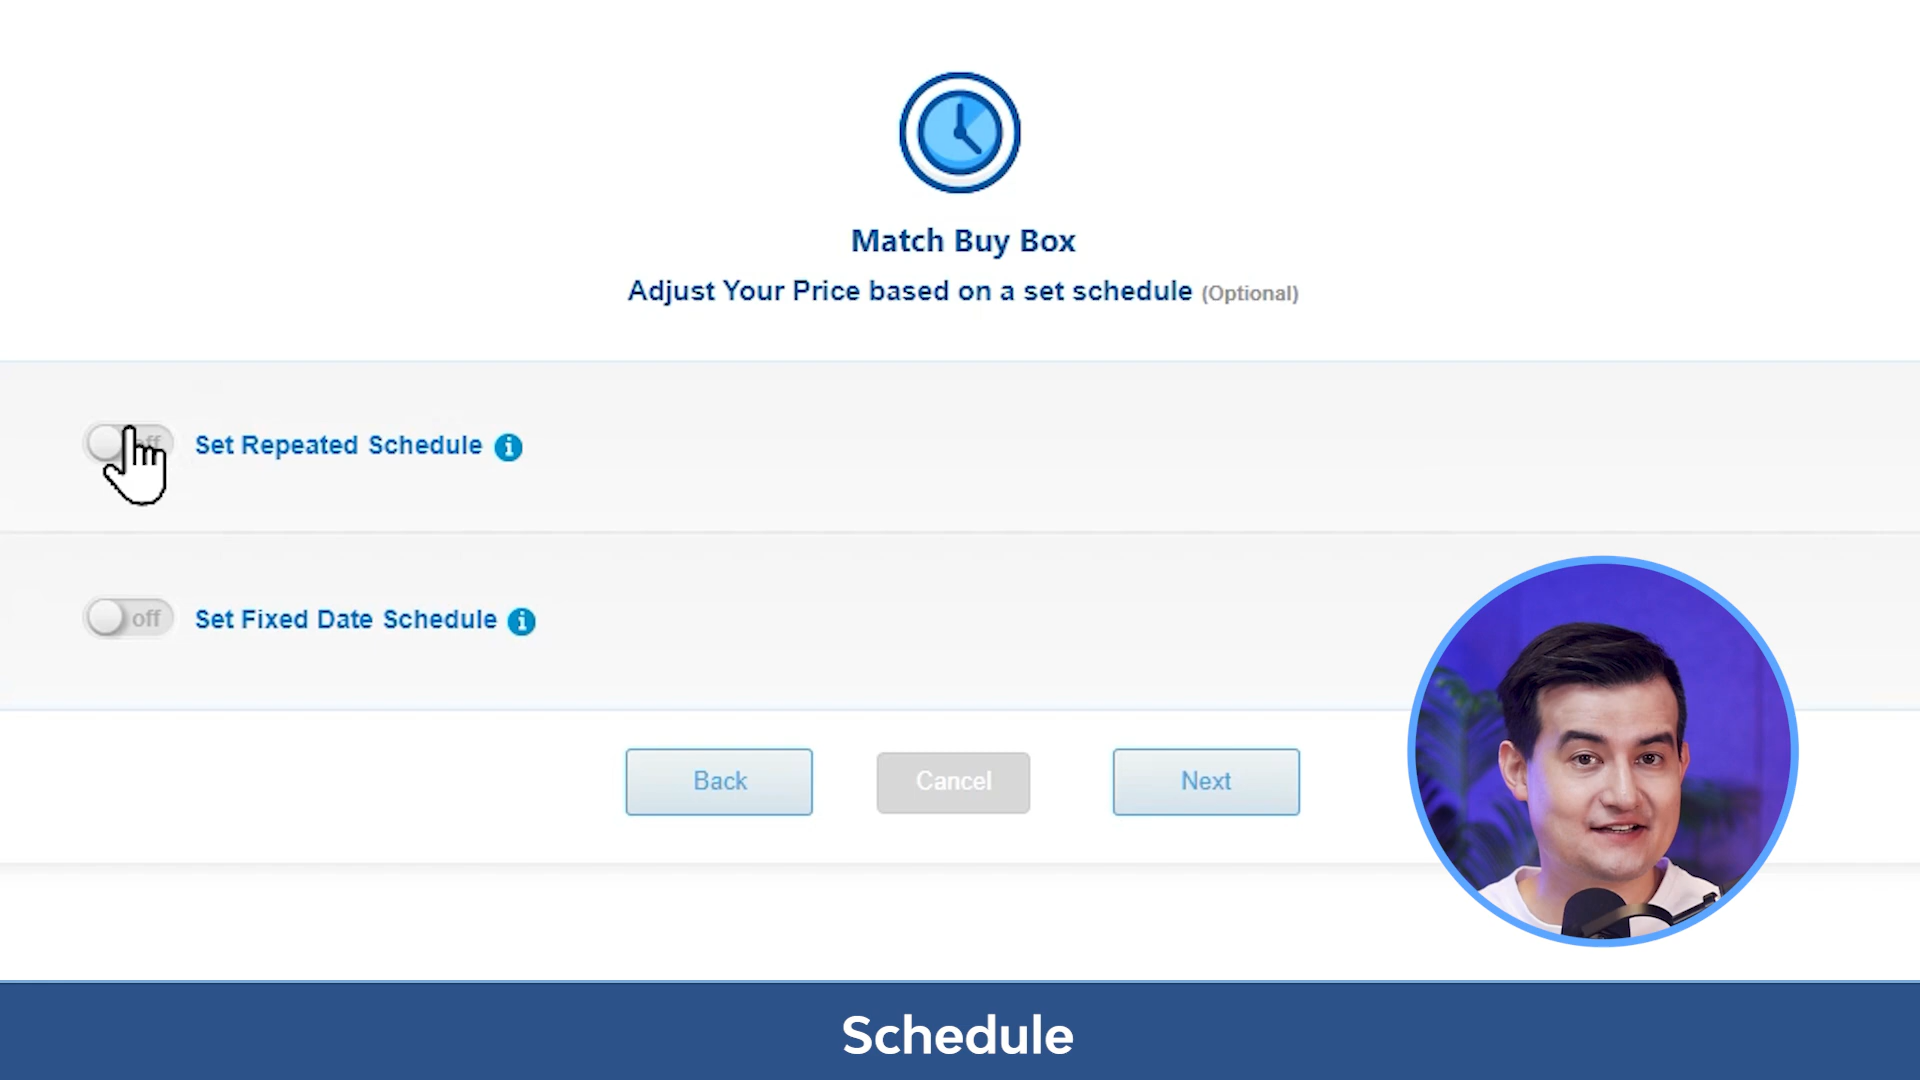 Match Buy Box
Adjust Your Price based on a set schedule (Optional)
off Set Repeated Schedule
off Set Fixed Date Schedule
Back Cancel Next
Schedule